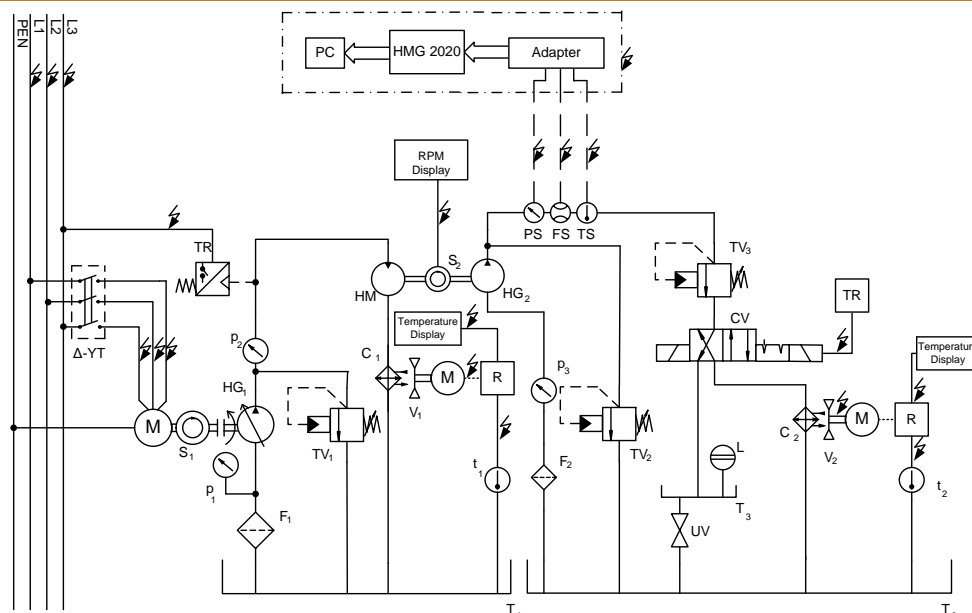 PEN
L1
L2
L3
PC
HMG 2020
Adapter
RPM
Display
PS
FS
TS
TR
S2
HM
HG2
TV3
TR
CV
Temperature
Display
Temperature
Display
Δ-YT
p2
C1
M
R
V1
p3
HG1
M
S1
TV1
TV2
C2
M
R
V2
L
p1
F1
t1
F2
T3
t2
UV
T
T